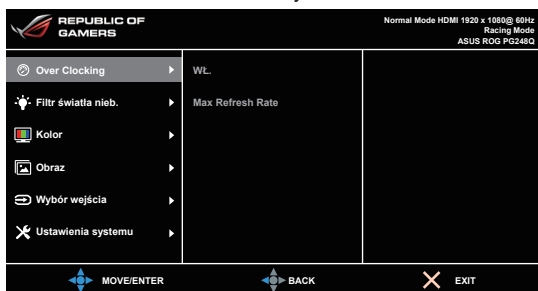 REPUBLIC OF
GAMERS
Normal Mode HDMI 1920 x 1080@ 60Hz
Racing Mode
ASUS ROG PG248Q
Over Clocking
WŁ.
Filtr światła nieb.
Max Refresh Rate
Kolor
Obraz
Wybór wejścia
Ustawienia systemu
MOVE/ENTER
BACK
EXIT